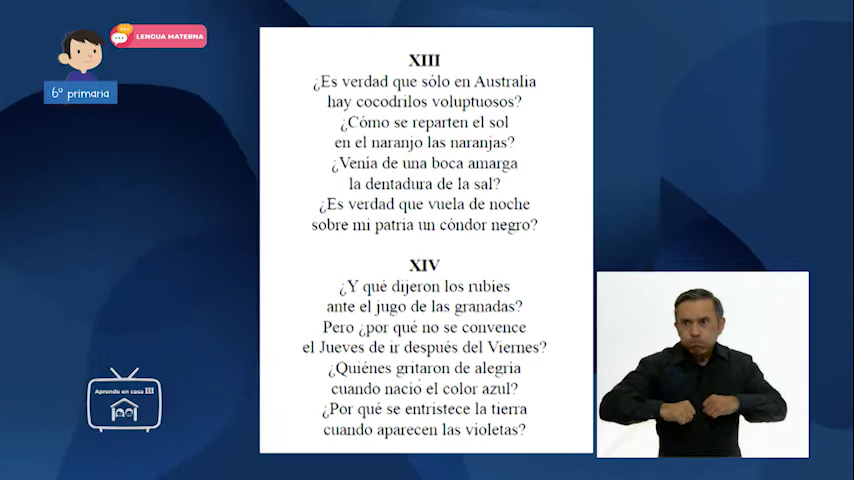 LENGUA MATERNA
6º primaria
XIII
¿Es verdad que sólo en Australia
hay cocodrilos voluptuosos?
¿Cómo se reparten el sol
en el naranjo las naranjas?
¿Venía de una boca amarga
la dentadura de la sal?
¿Es verdad que vuela de noche
sobre mi patria un cóndor negro?
XIV
¿Y qué dijeron los rubíes
ante el jugo de las granadas?
Pero ¿por qué no se convence
el Jueves de ir después del Viernes?
¿Quiénes gritaron de alegría
cuando nació el color azul?
¿Por qué se entristece la tierra
cuando aparecen las violetas?
Aprende en casa III